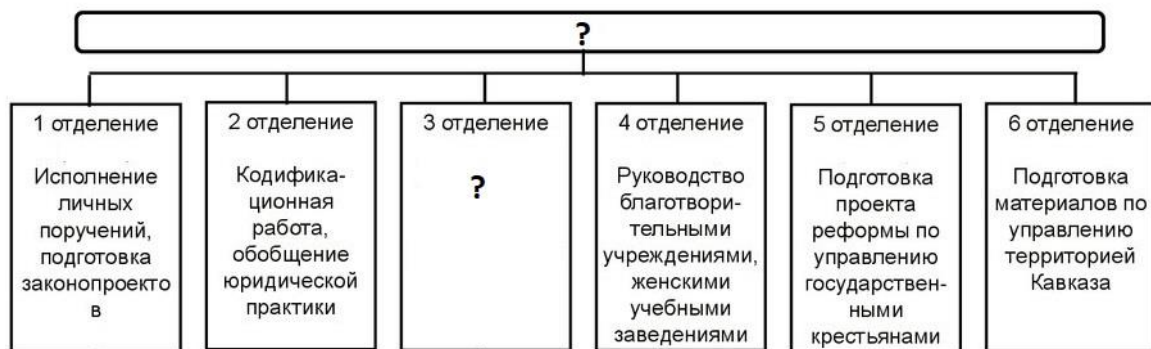 ?
1 отделение
Исполнение
личных
поручений,
подготовка
законопроекто
в
2 отделение
Кодифика-
ционная
работа,
обобщение
юридической
практики
3 отделение
?
4 отделение
Руководство
благотвори-
тельными
учреждениями,
женскими
учебными
заведениями
5 отделение
Подготовка
проекта
реформы по
управлению
государствен-
ными
крестьянами
6 отделение
Подготовка
материалов по
управлению
территорией
Кавказа